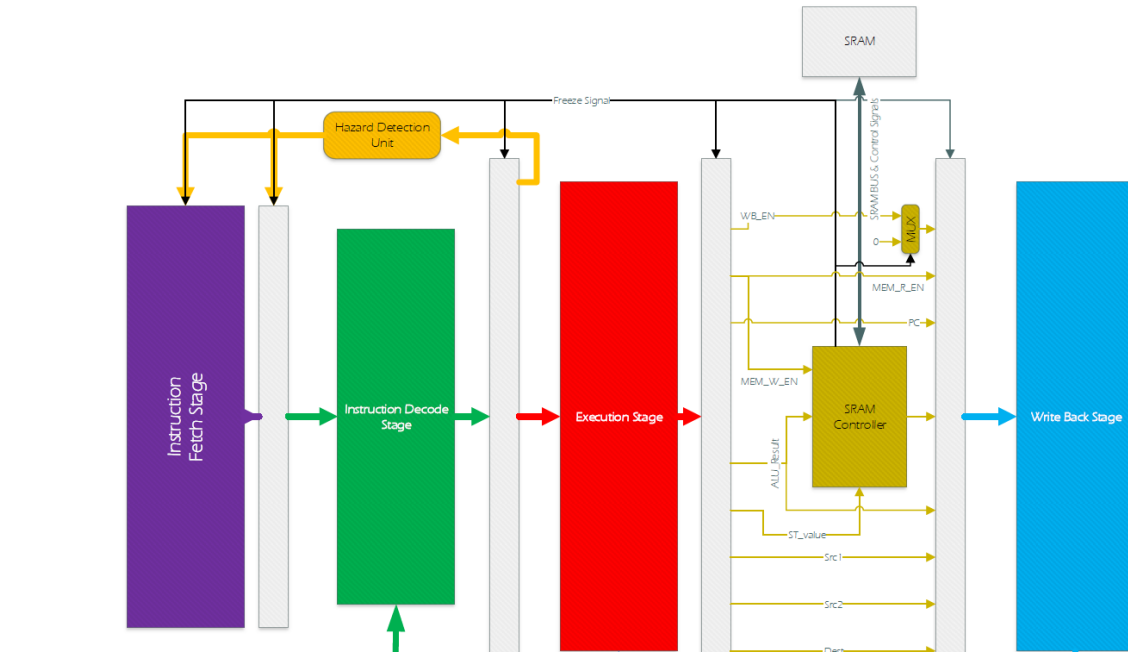 SRAM
Freeze Signal
SRAM BUS & Control Signals
Hazard Detection
Unit
WB_EN
0
MUX
MEM_R_EN
PC
MEM_W_EN
Instruction
Fetch Stage
Instruction Decode
Stage
Execution Stage
SRAM
Controller
Write Back Stage
ALU_Result
ST_value
Src1
Src2
Dest